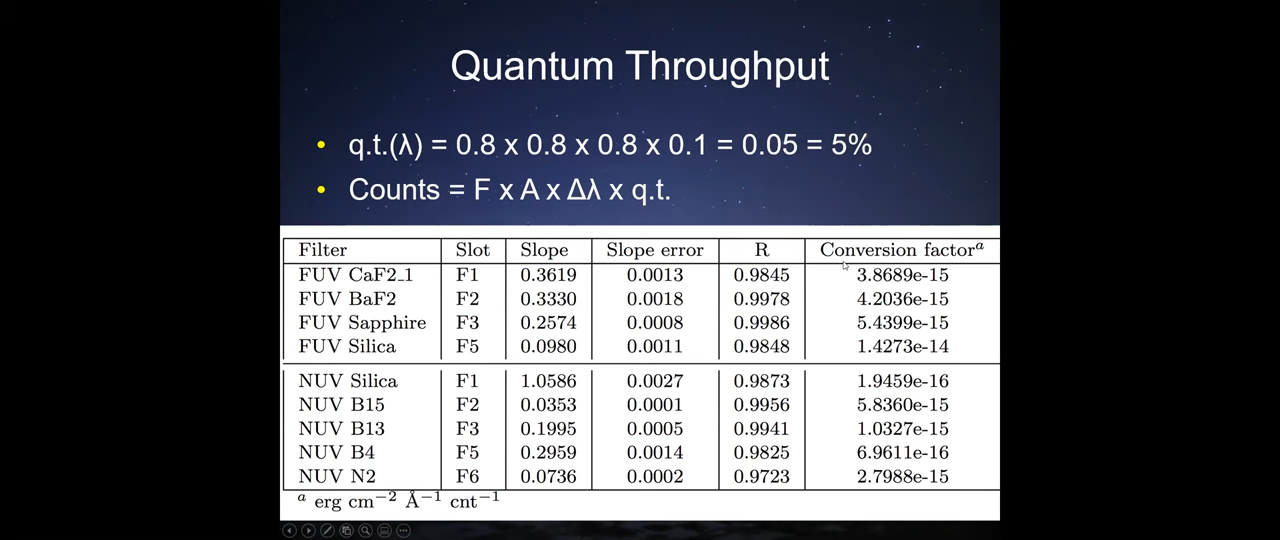 Quantum Throughput
• q.t.(λ) = 0.8 x 0.8 x 0.8 x 0.1 = 0.05 = 5%
• Counts = F x A x Δλ x q.t.
Filter Slot Slope Slope error R Conversion factorᵃ
FUV CaF2_1 F1 0.3619 0.0013 0.9845 3.8689e-15
FUV BaF2 F2 0.3330 0.0018 0.9978 4.2036e-15
FUV Sapphire F3 0.2574 0.0008 0.9986 5.4399e-15
FUV Silica F5 0.0980 0.0011 0.9848 1.4273e-14
NUV Silica F1 1.0586 0.0027 0.9873 1.9459e-16
NUV B15 F2 0.0353 0.0001 0.9956 5.8360e-15
NUV B13 F3 0.1995 0.0005 0.9941 1.0327e-15
NUV B4 F5 0.2959 0.0014 0.9825 6.9611e-16
NUV N2 F6 0.0736 0.0002 0.9723 2.7988e-15
ᵃ erg cm⁻² Å⁻¹ cnt⁻¹